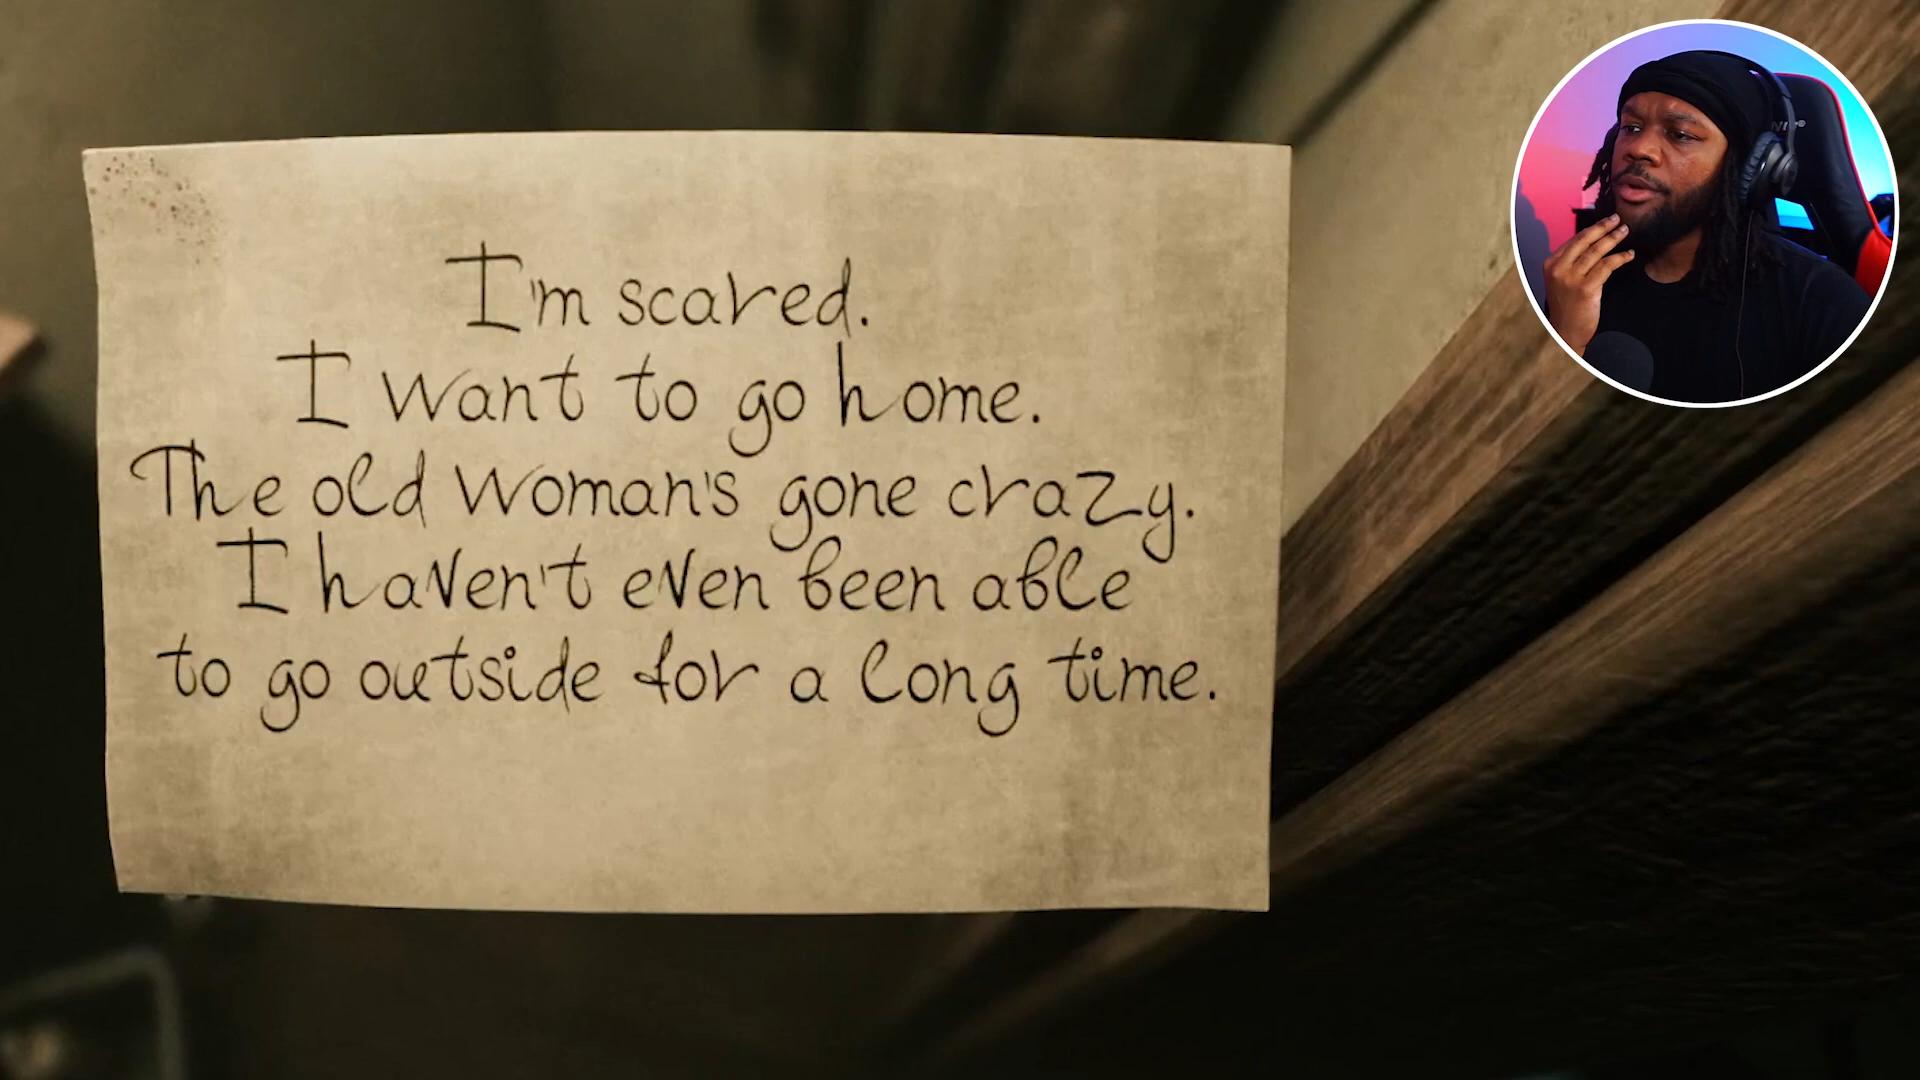 I'm scared.
I want to go home.
The old woman's gone crazy.
I haven't even been able
to go outside for a long time.